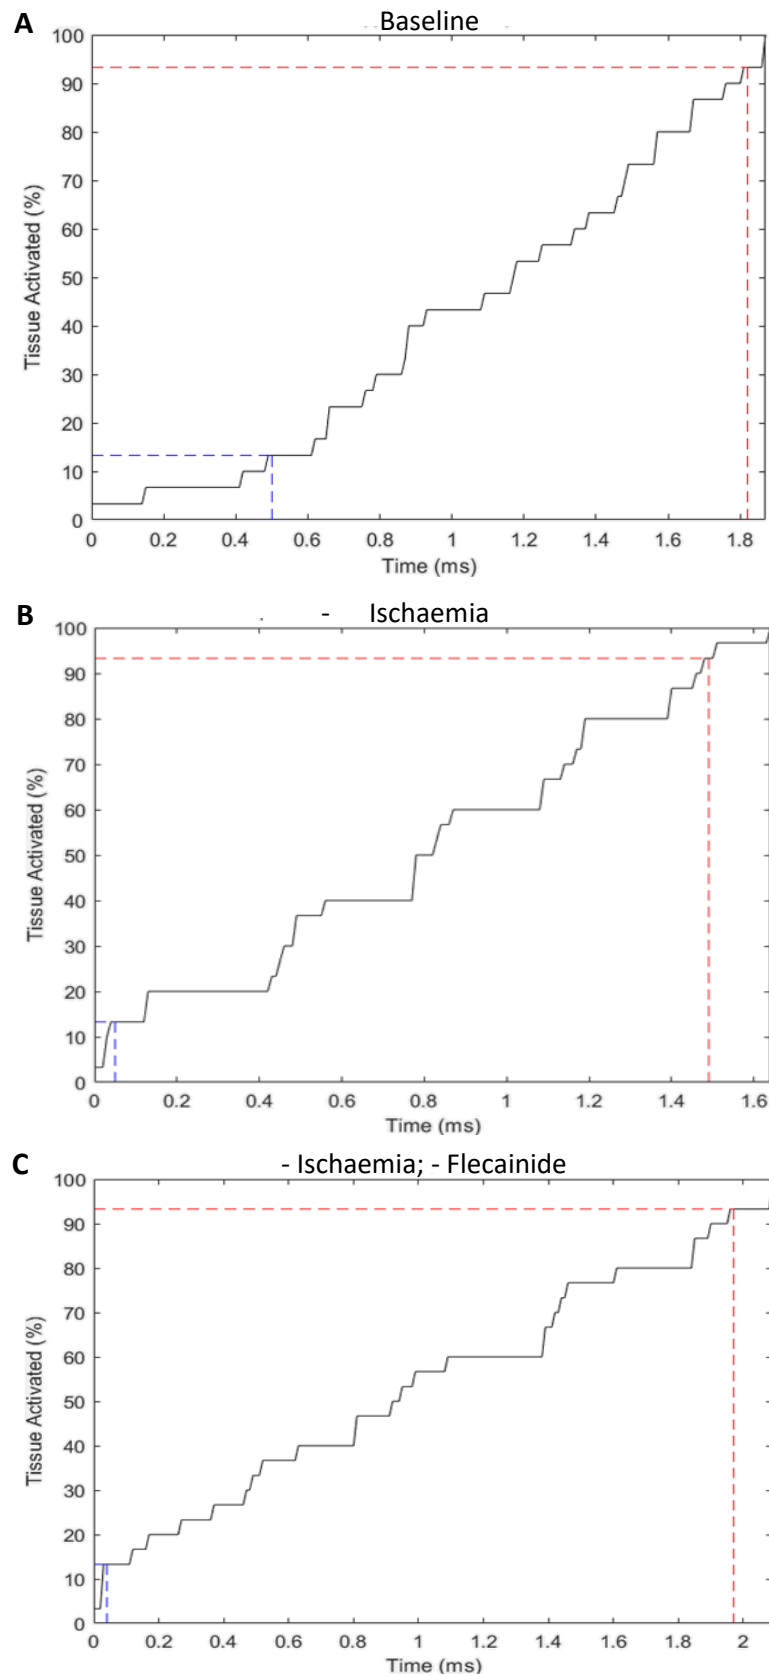 A
Baseline
100
90
80
70
60
50
40
30
20
10
0
Tissue Activated (%)
0 0.2 0.4 0.6 0.8 1 1.2 1.4 1.6 1.8
Time (ms)
B
- Ischaemia
100
90
80
70
60
50
40
30
20
10
0
Tissue Activated (%)
0 0.2 0.4 0.6 0.8 1 1.2 1.4 1.6
Time (ms)
C
- Ischaemia; - Flecainide
100
90
80
70
60
50
40
30
20
10
0
Tissue Activated (%)
0 0.2 0.4 0.6 0.8 1 1.2 1.4 1.6 1.8 2
Time (ms)